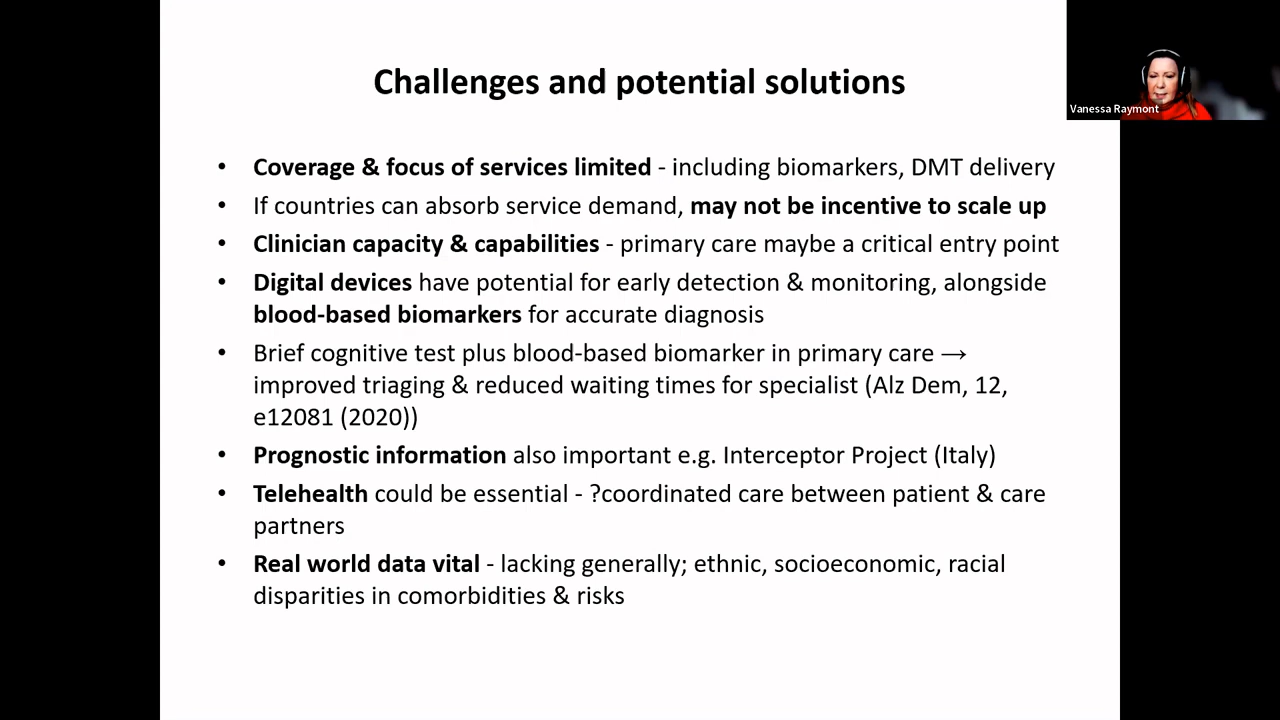 Challenges and potential solutions
Vanessa Raymont
• Coverage & focus of services limited - including biomarkers, DMT delivery
• If countries can absorb service demand, may not be incentive to scale up
• Clinician capacity & capabilities - primary care maybe a critical entry point
• Digital devices have potential for early detection & monitoring, alongside
blood-based biomarkers for accurate diagnosis
• Brief cognitive test plus blood-based biomarker in primary care →
improved triaging & reduced waiting times for specialist (Alz Dem, 12,
e12081 (2020))
• Prognostic information also important e.g. Interceptor Project (Italy)
• Telehealth could be essential - ?coordinated care between patient & care
partners
• Real world data vital - lacking generally; ethnic, socioeconomic, racial
disparities in comorbidities & risks